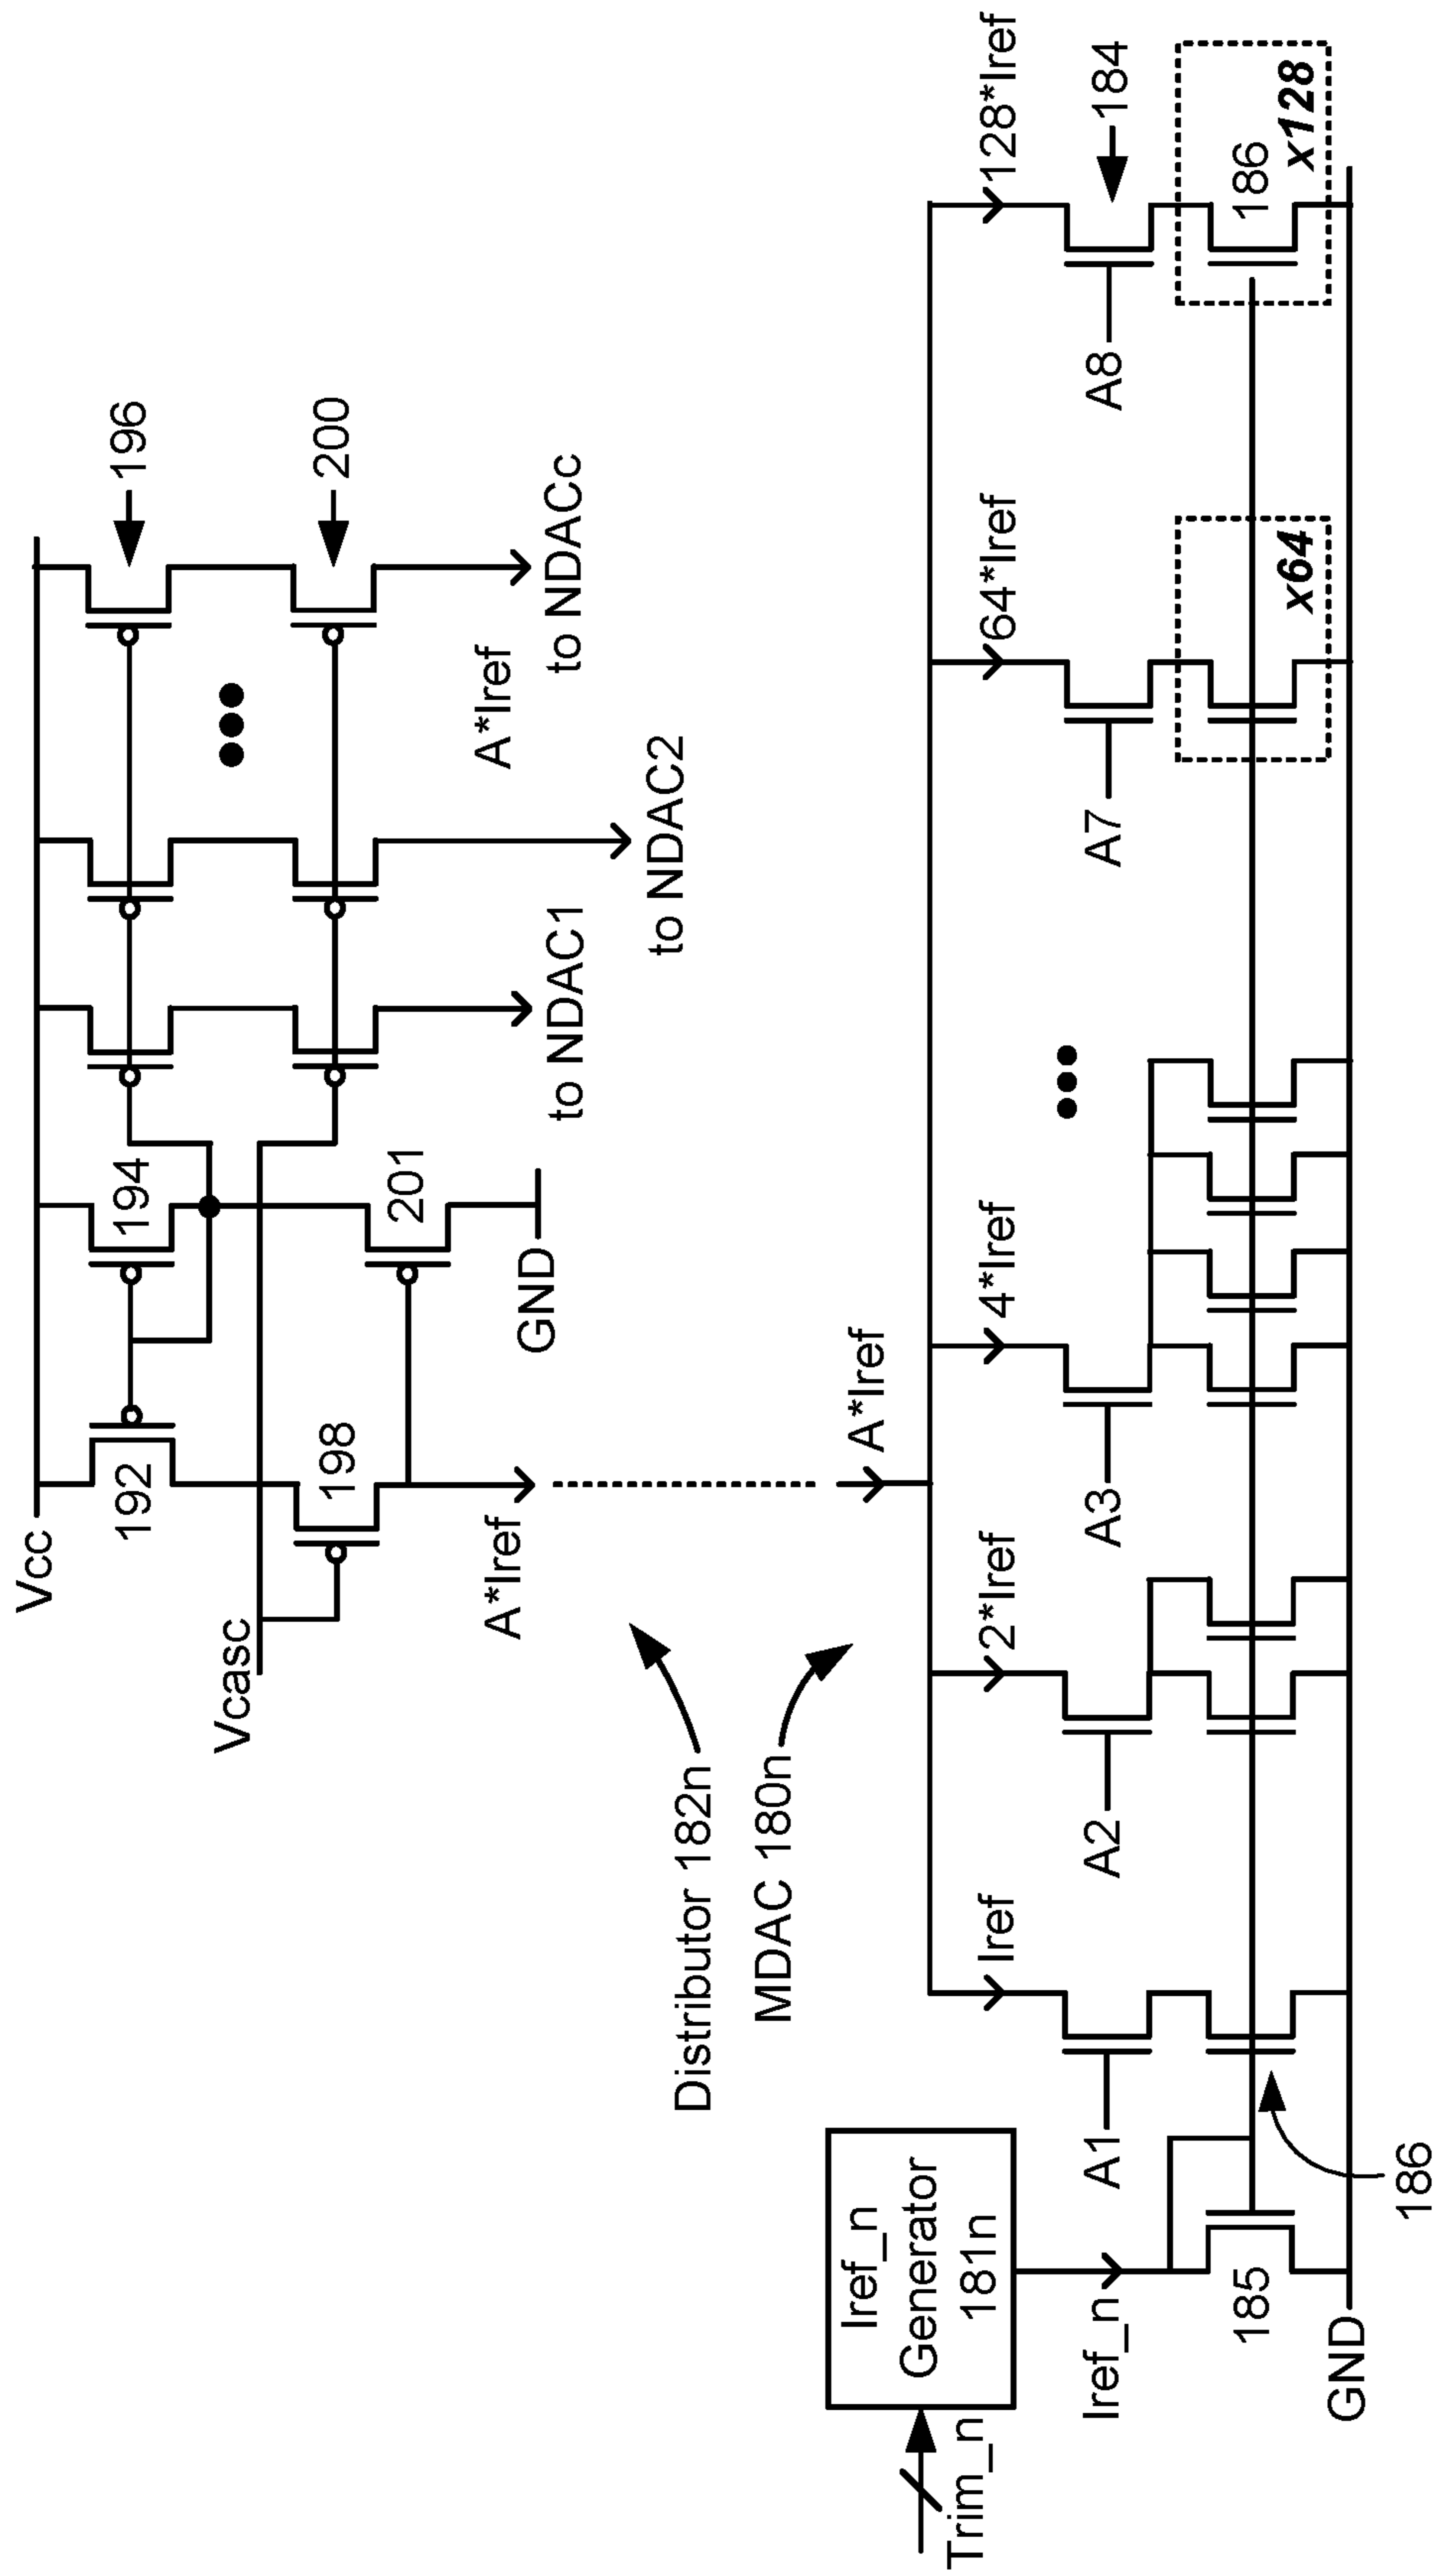 Vcc
192
194
196
Vcasc
198
201
200
A*Iref
GND
to NDAC1
to NDAC2
A*Iref
to NDACc
Distributor 182n
MDAC 180n
A*Iref
Trim_n
Iref_n
Generator
181n
Iref_n
Iref
2*Iref
4*Iref
64*Iref
128*Iref
A1
A2
A3
A7
A8
184
185
186
186
x64
x128
GND